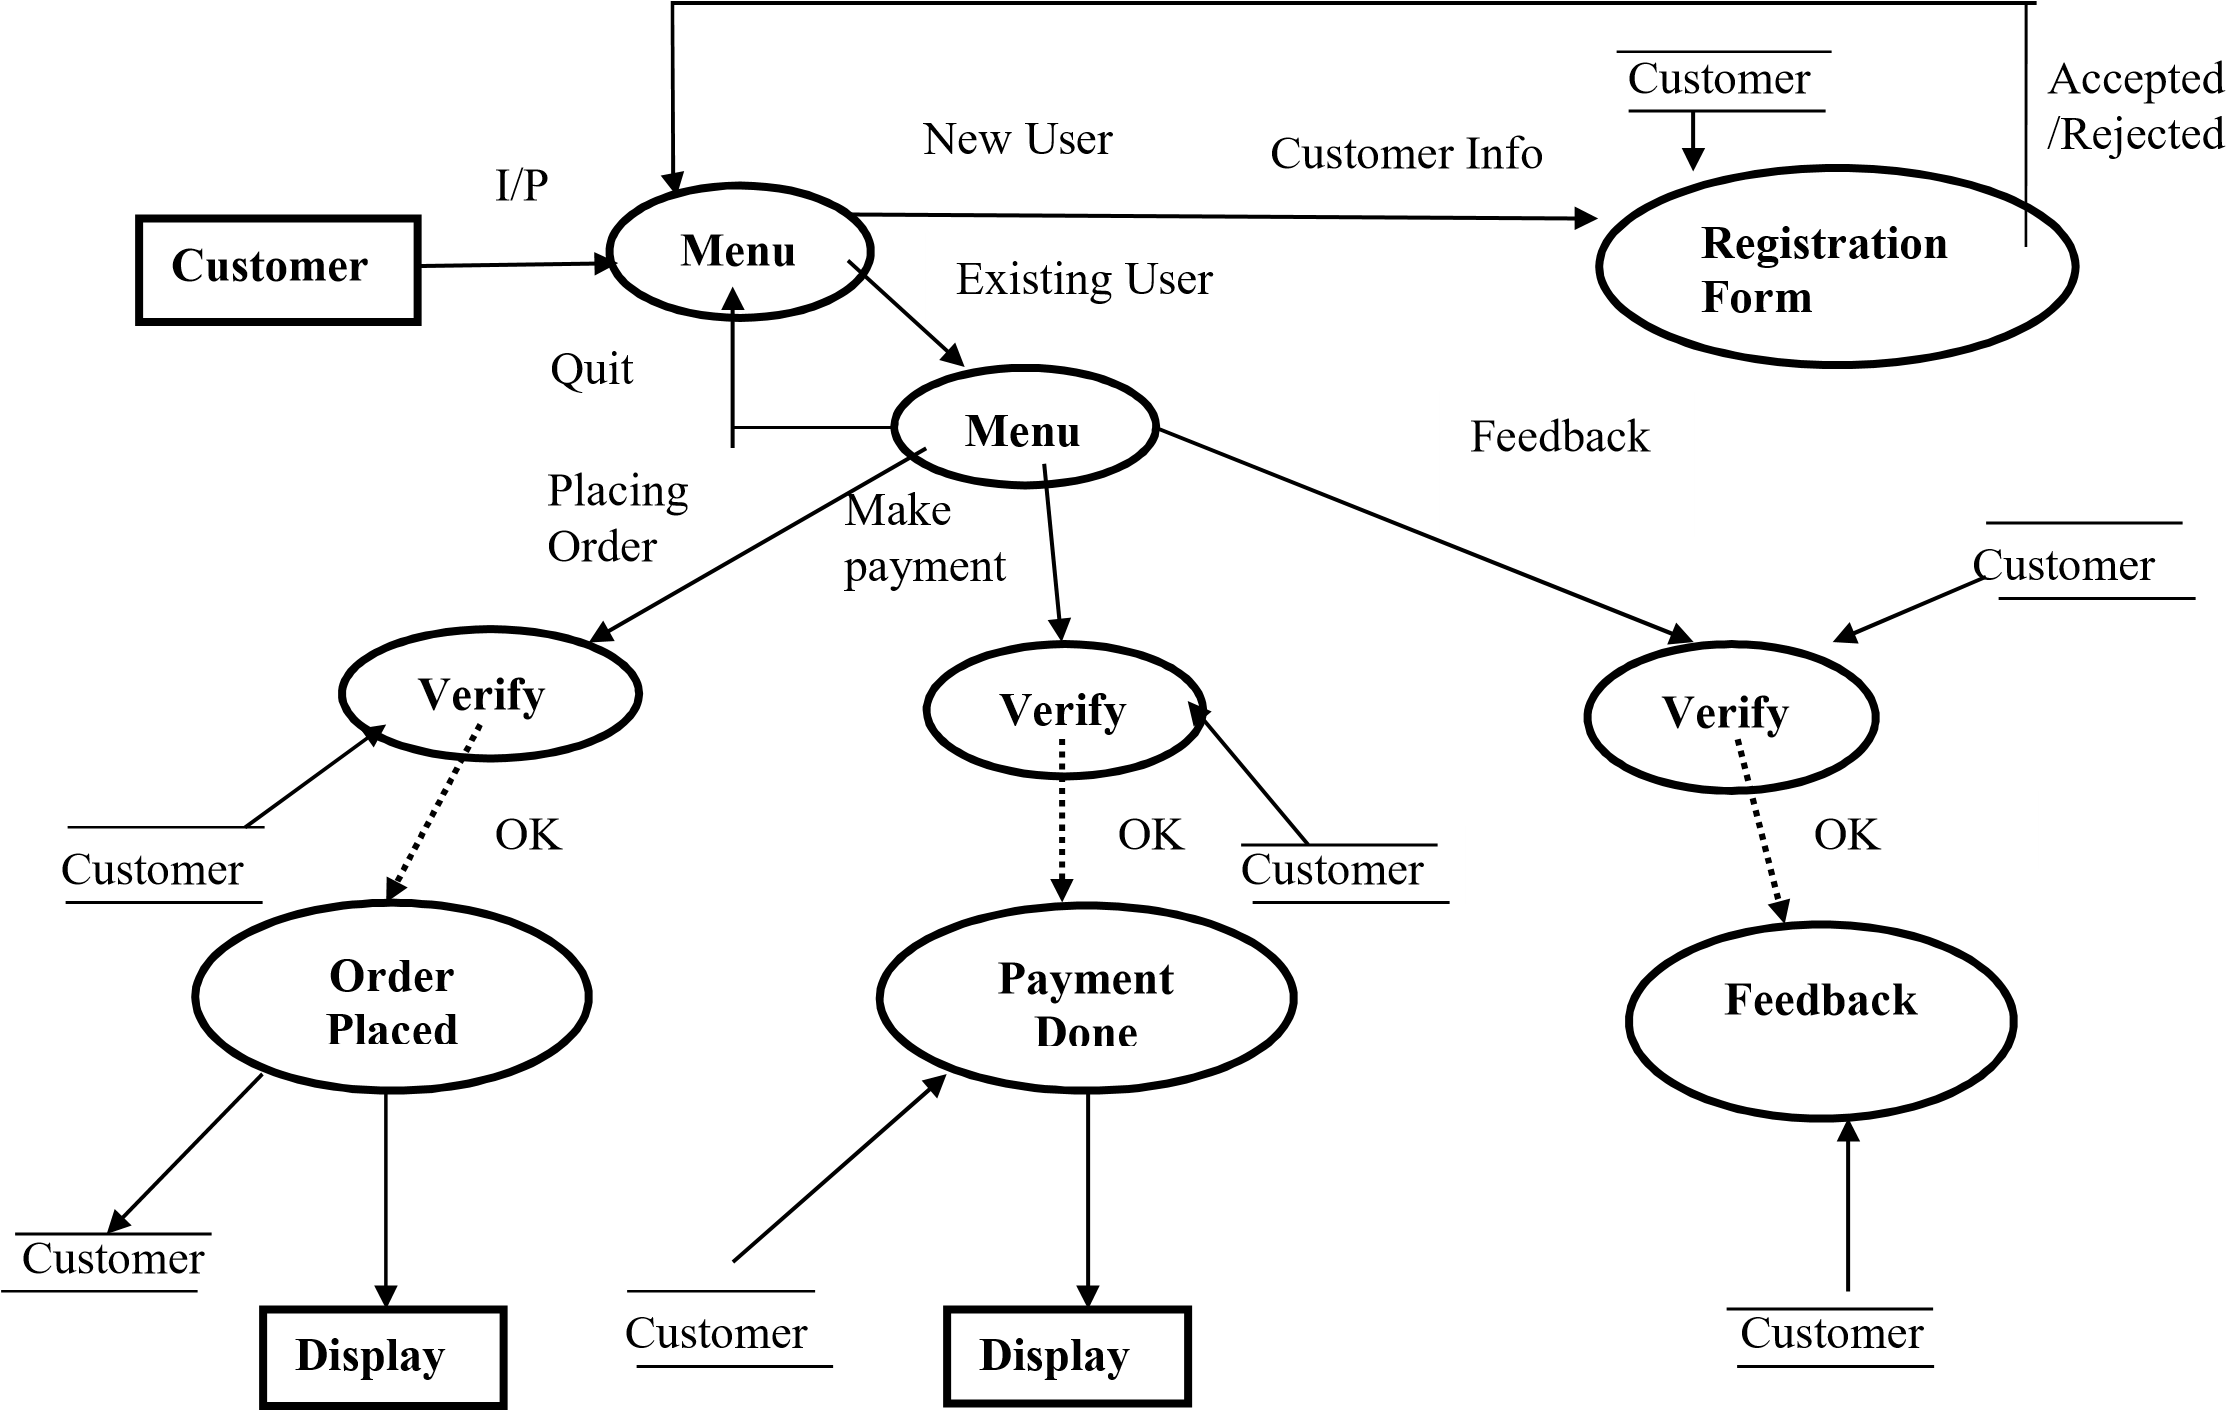 Customer
Accepted
/Rejected
New User
Customer Info
I/P
Customer
Menu
Registration
Form
Existing User
Quit
Menu
Feedback
Placing
Order
Make
payment
Customer
Verify
Verify
Verify
OK
OK
OK
Customer
Customer
Order
Placed
Payment
Done
Feedback
Customer
Customer
Customer
Display
Display